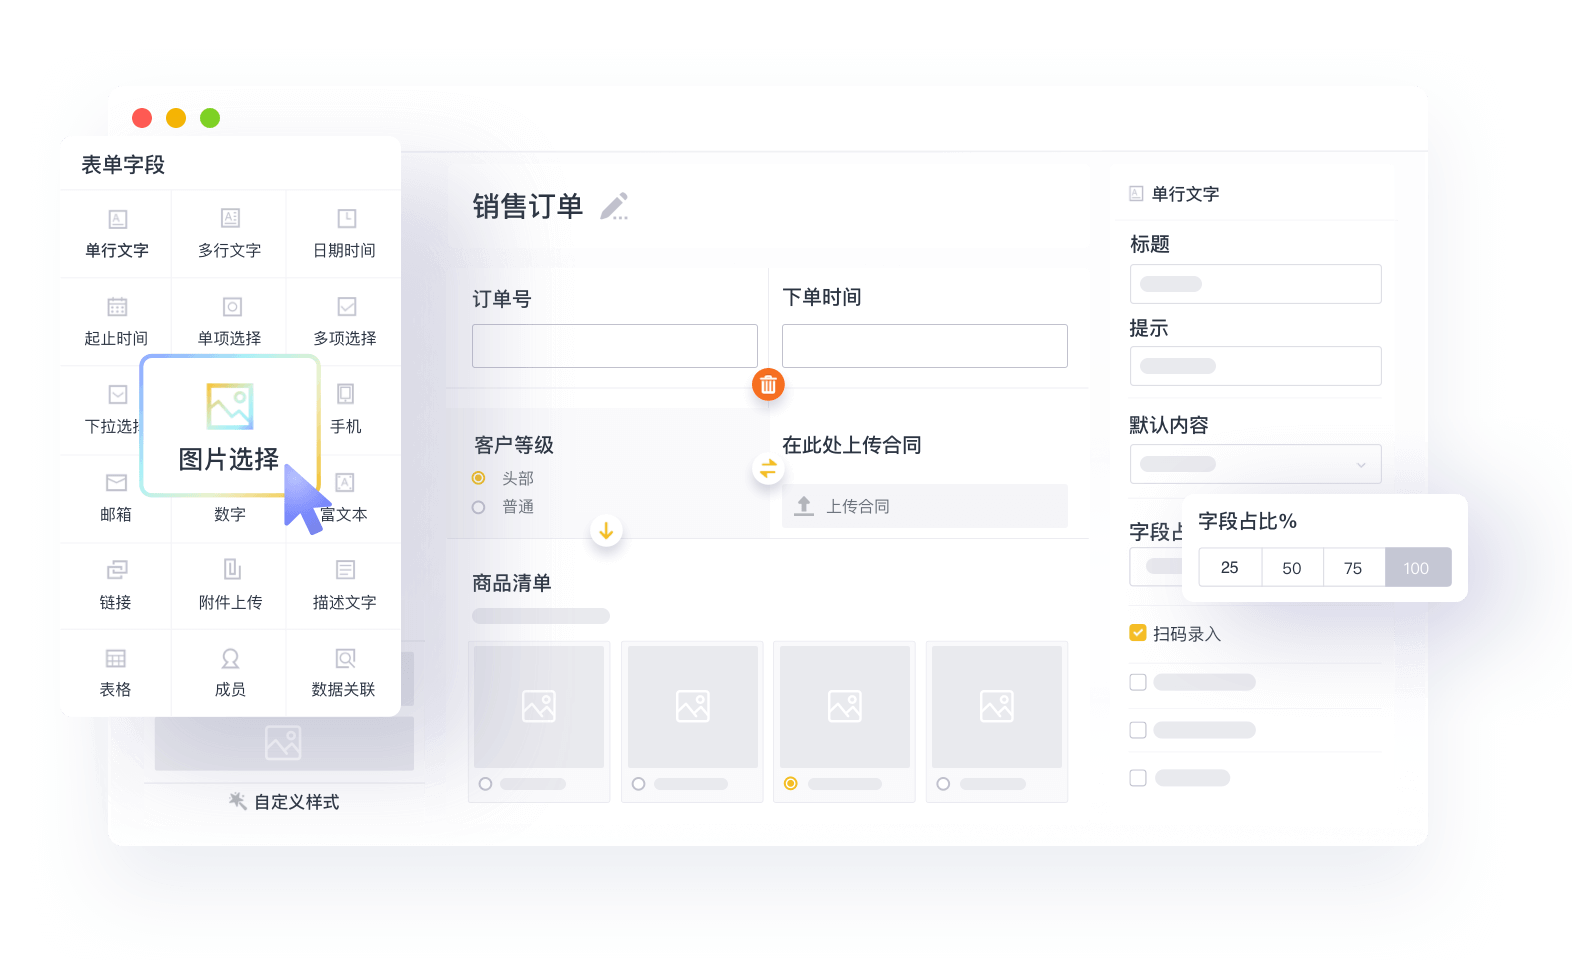 表单字段
单行文字
多行文字
日期时间
起止时间
单项选择
多项选择
下拉选择
图片选择
手机
邮箱
数字
富文本
链接
附件上传
描述文字
表格
成员
数据关联
自定义样式
销售订单
订单号
下单时间
客户等级
头部
普通
在此处上传合同
上传合同
商品清单
单行文字
标题
提示
默认内容
字段占
字段占比%
25
50
75
100
扫码录入